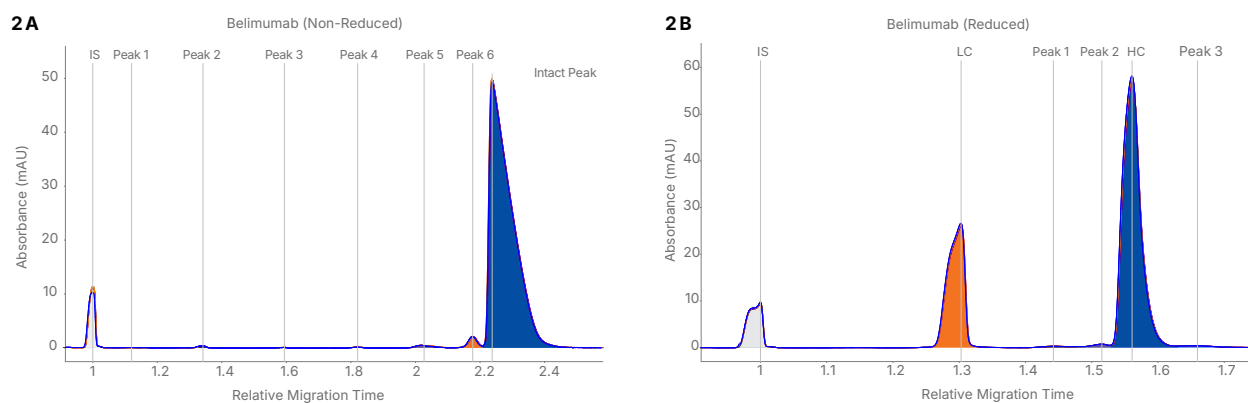 2A
Belimumab (Non-Reduced)
IS Peak 1 Peak 2 Peak 3 Peak 4 Peak 5 Peak 6
Intact Peak
50
40
30
20
10
0
Absorbance (mAU)
1 1.2 1.4 1.6 1.8 2 2.2 2.4
Relative Migration Time
2B
Belimumab (Reduced)
IS LC Peak 1 Peak 2 HC Peak 3
60
50
40
30
20
10
0
Absorbance (mAU)
1 1.1 1.2 1.3 1.4 1.5 1.6 1.7
Relative Migration Time